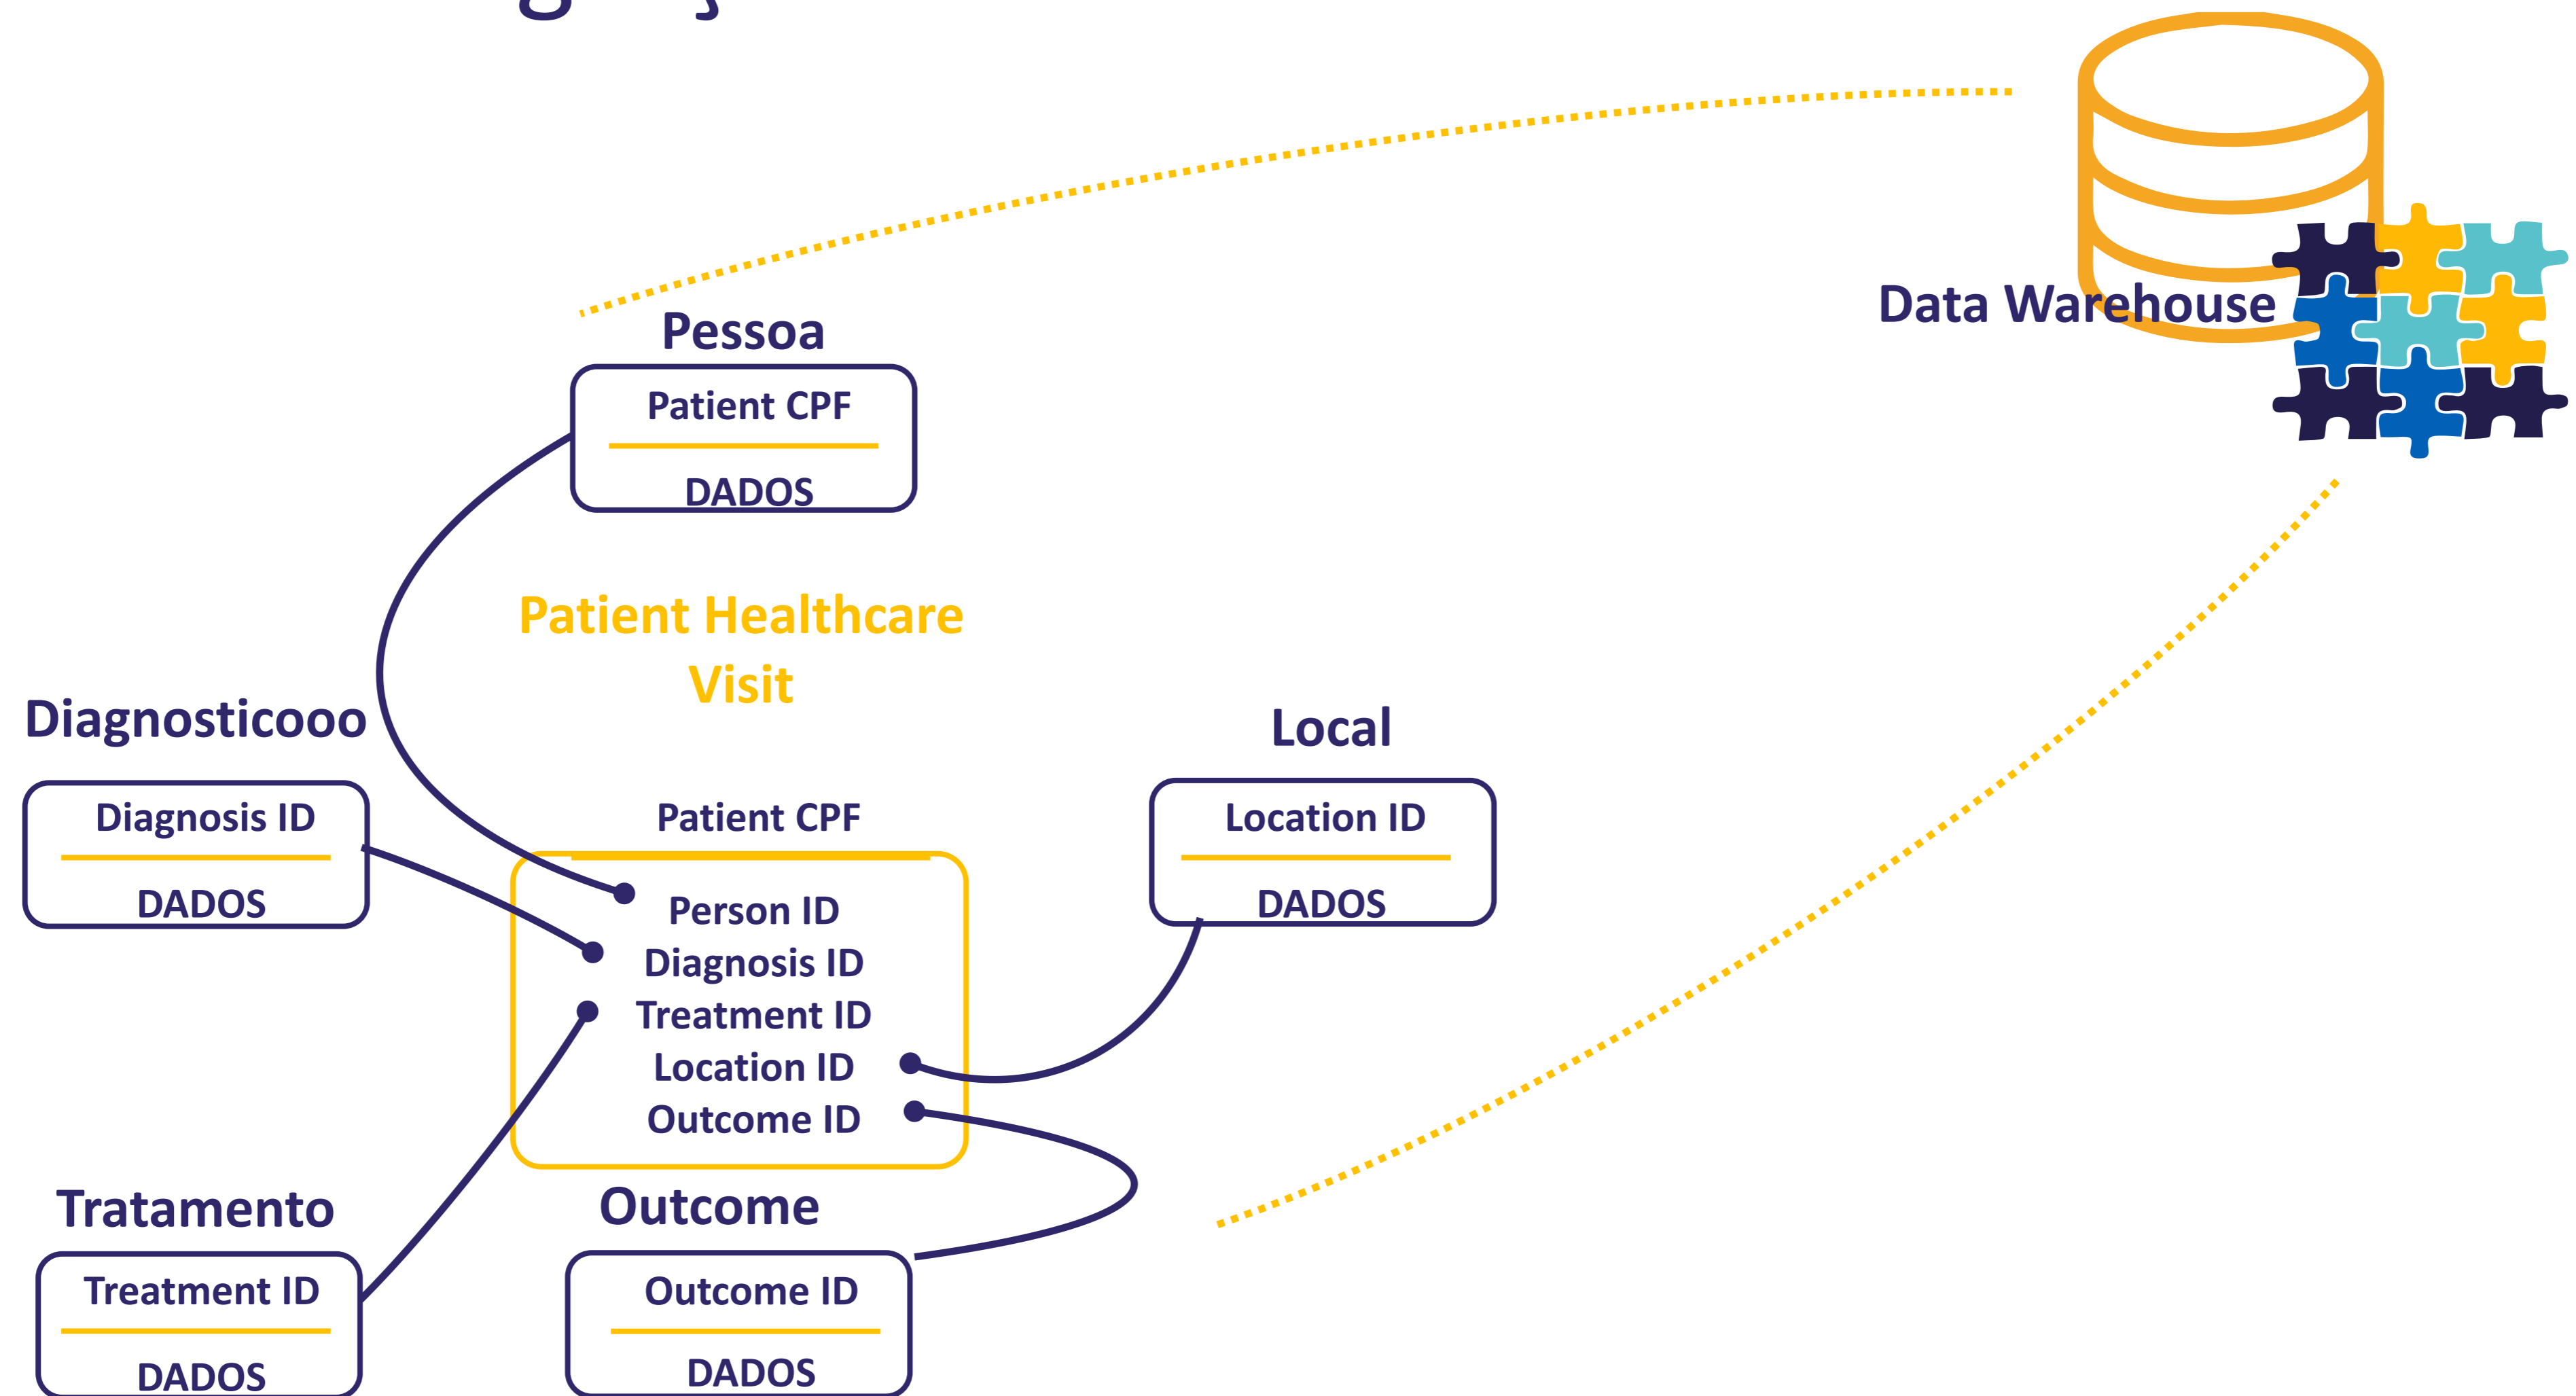 Data Warehouse
Pessoa
Patient CPF
DADOS
Patient Healthcare
Visit
Diagnosticooo
Diagnosis ID
DADOS
Patient CPF
Person ID
Diagnosis ID
Treatment ID
Location ID
Outcome ID
Local
Location ID
DADOS
Tratamento
Treatment ID
DADOS
Outcome
Outcome ID
DADOS